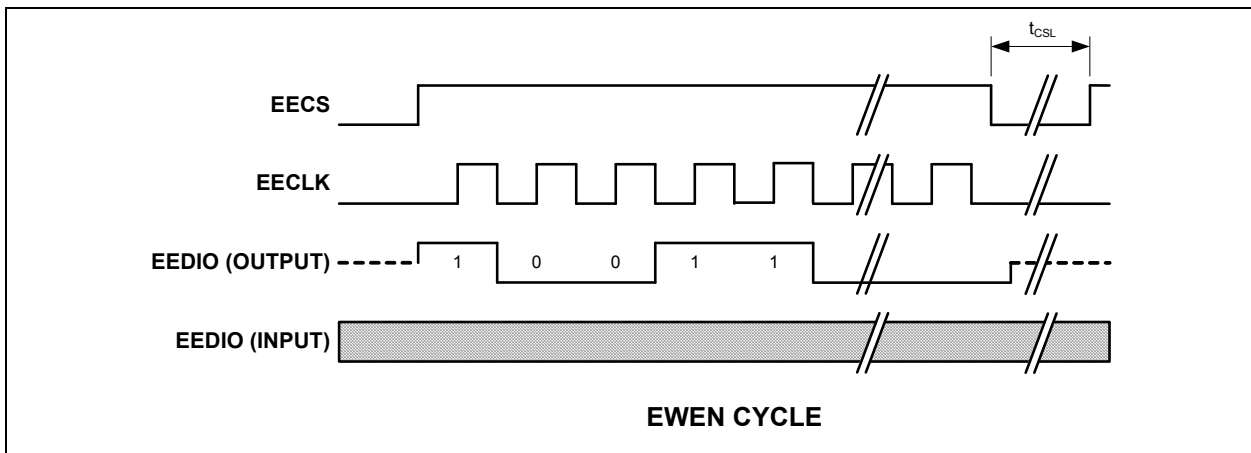 tCSL
EECS
EECLK
EEDIO (OUTPUT)
1 0 0 1 1
EEDIO (INPUT)
EWEN CYCLE